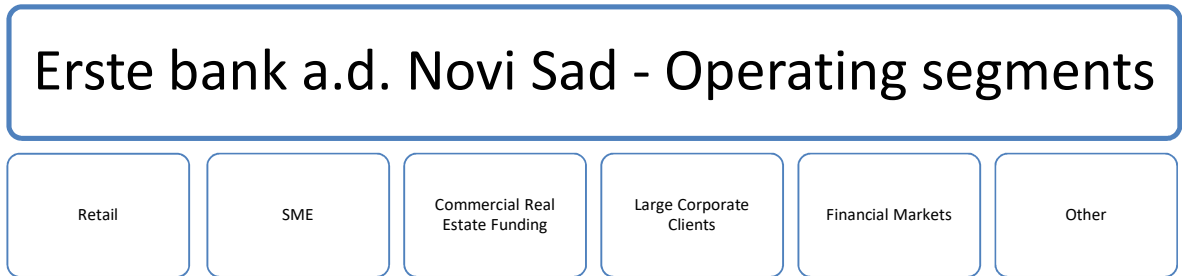 Erste bank a.d. Novi Sad - Operating segments
Retail
SME
Commercial Real
Estate Funding
Large Corporate
Clients
Financial Markets
Other